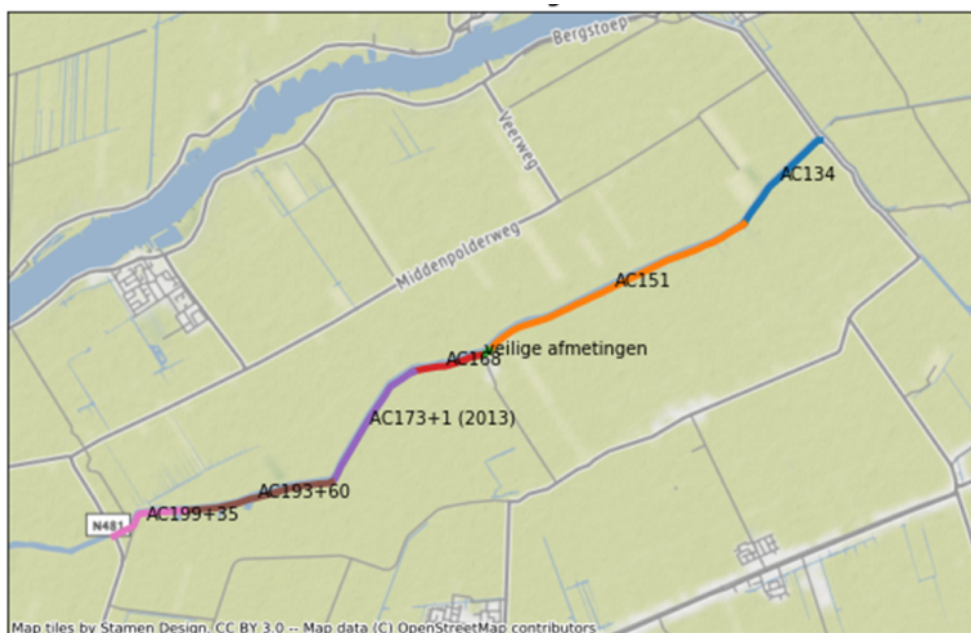 Bergstoep
Veerweg
AC134
Middenpolderweg
AC151
veilige afmetingen
AC168
AC173+1 (2013)
AC193+60
AC199+35
N481
Map tiles by Stamen Design, CC BY 3.0 -- Map data (C) OpenStreetMap contributors